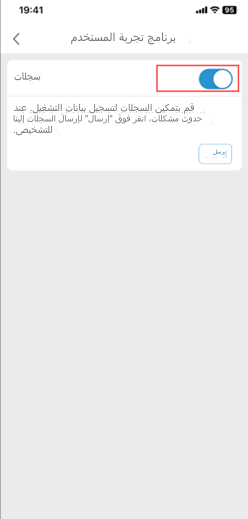 19:41
95
برنامج تجربة المستخدم
سجلات
قم بتمكين السجلات لتسجيل بيانات التشغيل. عند
حدوث مشكلات، انقر فوق "إرسال" لإرسال السجلات إلينا
للتشخيص.
إرسال